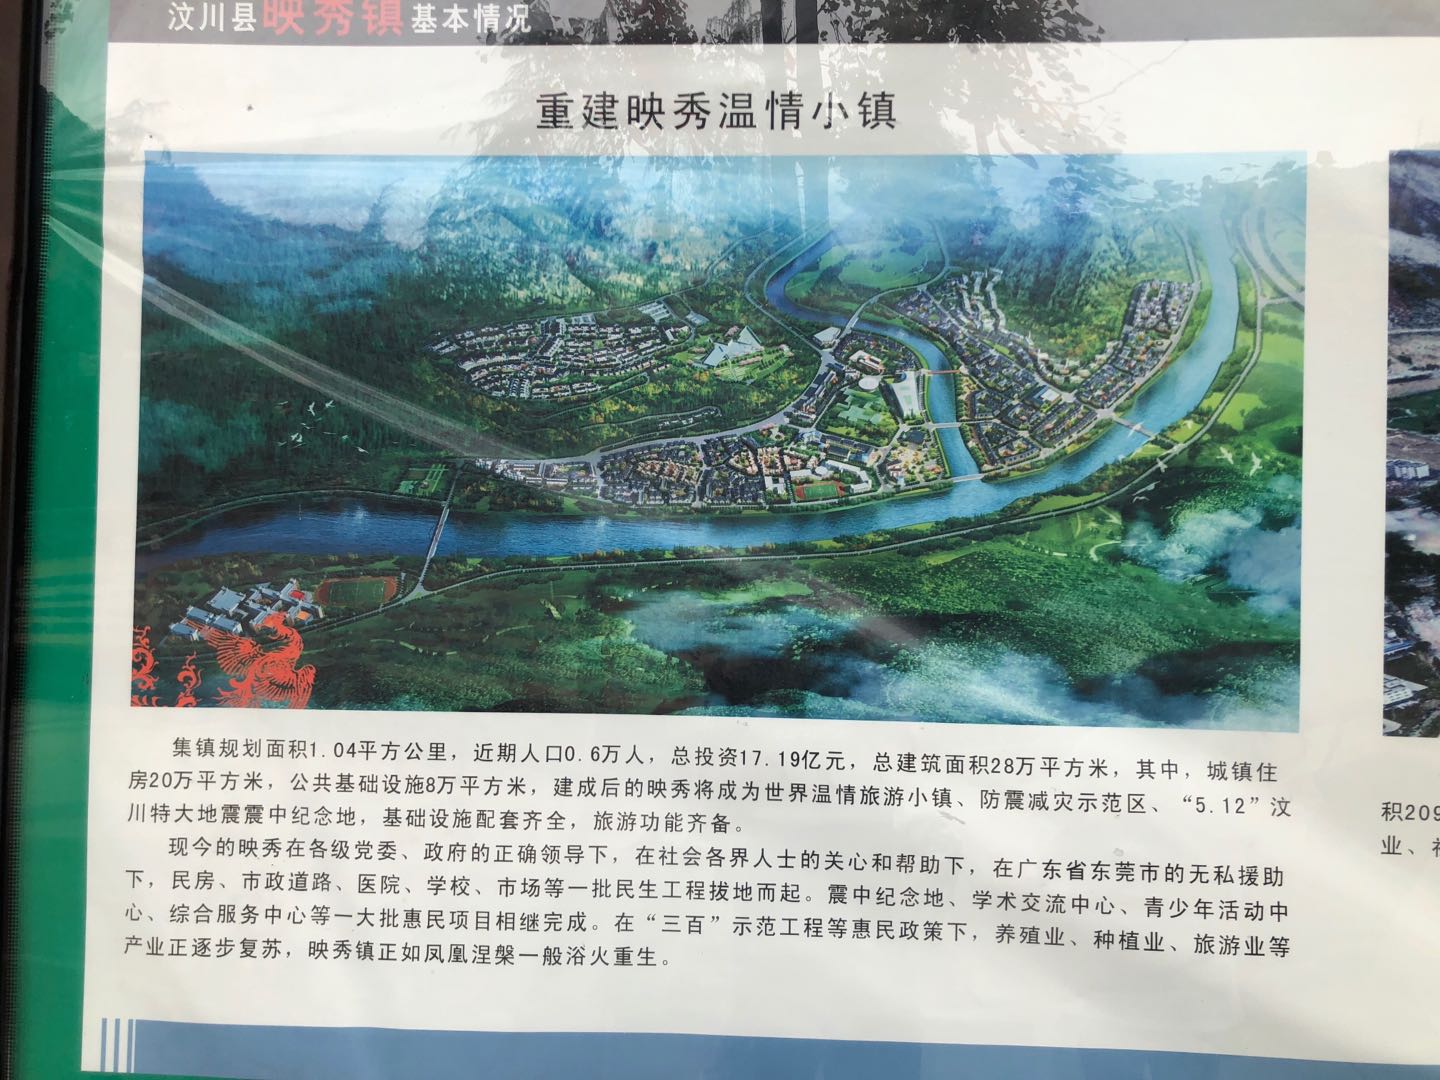 汶川县映秀镇基本情况
重建映秀温情小镇
集镇规划面积1.04平方公里，近期人口0.6万人，总投资17.19亿元，总建筑面积28万平方米，其中，城镇住
房20万平方米，公共基础设施8万平方米，建成后的映秀将成为世界温情旅游小镇、防震减灾示范区、“5.12”汶
川特大地震震中纪念地，基础设施配套齐全，旅游功能齐备。
现今的映秀在各级党委、政府的正确领导下，在社会各界人士的关心和帮助下，在广东省东莞市的无私援助
下，民房、市政道路、医院、学校、市场等一批民生工程拔地而起。震中纪念地、学术交流中心、青少年活动中
心、综合服务中心等一大批惠民项目相继完成。在“三百”示范工程等惠民政策下，养殖业、种植业、旅游业等
产业正逐步复苏，映秀镇正如凤凰涅槃一般浴火重生。
积209
业、